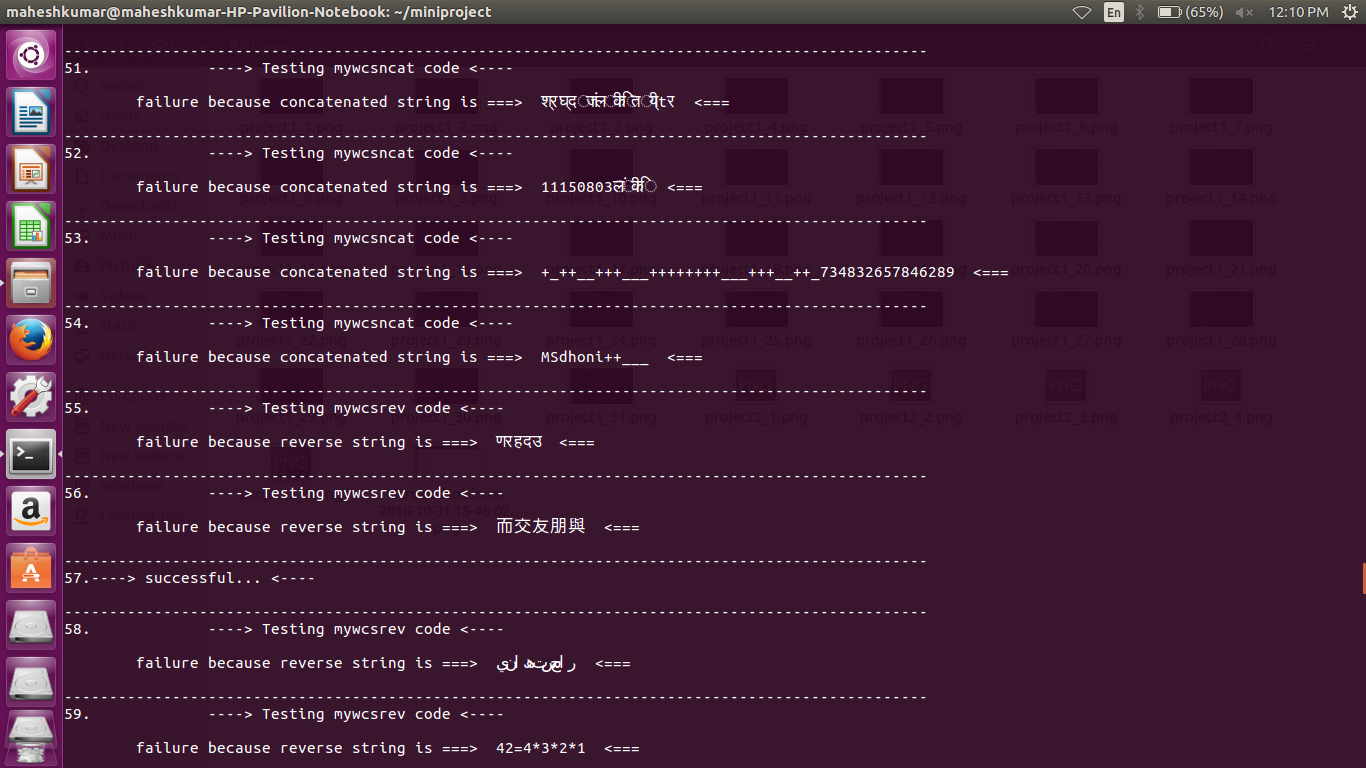 maheshkumar@maheshkumar-HP-Pavilion-Notebook: ~/miniproject
En
(65%)
12:10 PM
------------------------------------------------------------------------------------------------
51. ----> Testing mywcsncat code <----
failure because concatenated string is ===> <===
------------------------------------------------------------------------------------------------
52. ----> Testing mywcsncat code <----
failure because concatenated string is ===> <===
------------------------------------------------------------------------------------------------
53. ----> Testing mywcsncat code <----
failure because concatenated string is ===> +_++__+++___++++++++___+++__++_734832657846289 <===
------------------------------------------------------------------------------------------------
54. ----> Testing mywcsncat code <----
failure because concatenated string is ===> MSdhoni++___ <===
------------------------------------------------------------------------------------------------
55. ----> Testing mywcsrev code <----
failure because reverse string is ===> णरहदउ <===
------------------------------------------------------------------------------------------------
56. ----> Testing mywcsrev code <----
failure because reverse string is ===> 而交友朋與 <===
------------------------------------------------------------------------------------------------
57.----> successful... <----
------------------------------------------------------------------------------------------------
58. ----> Testing mywcsrev code <----
failure because reverse string is ===> <===
------------------------------------------------------------------------------------------------
59. ----> Testing mywcsrev code <----
failure because reverse string is ===> 42=4*3*2*1 <===